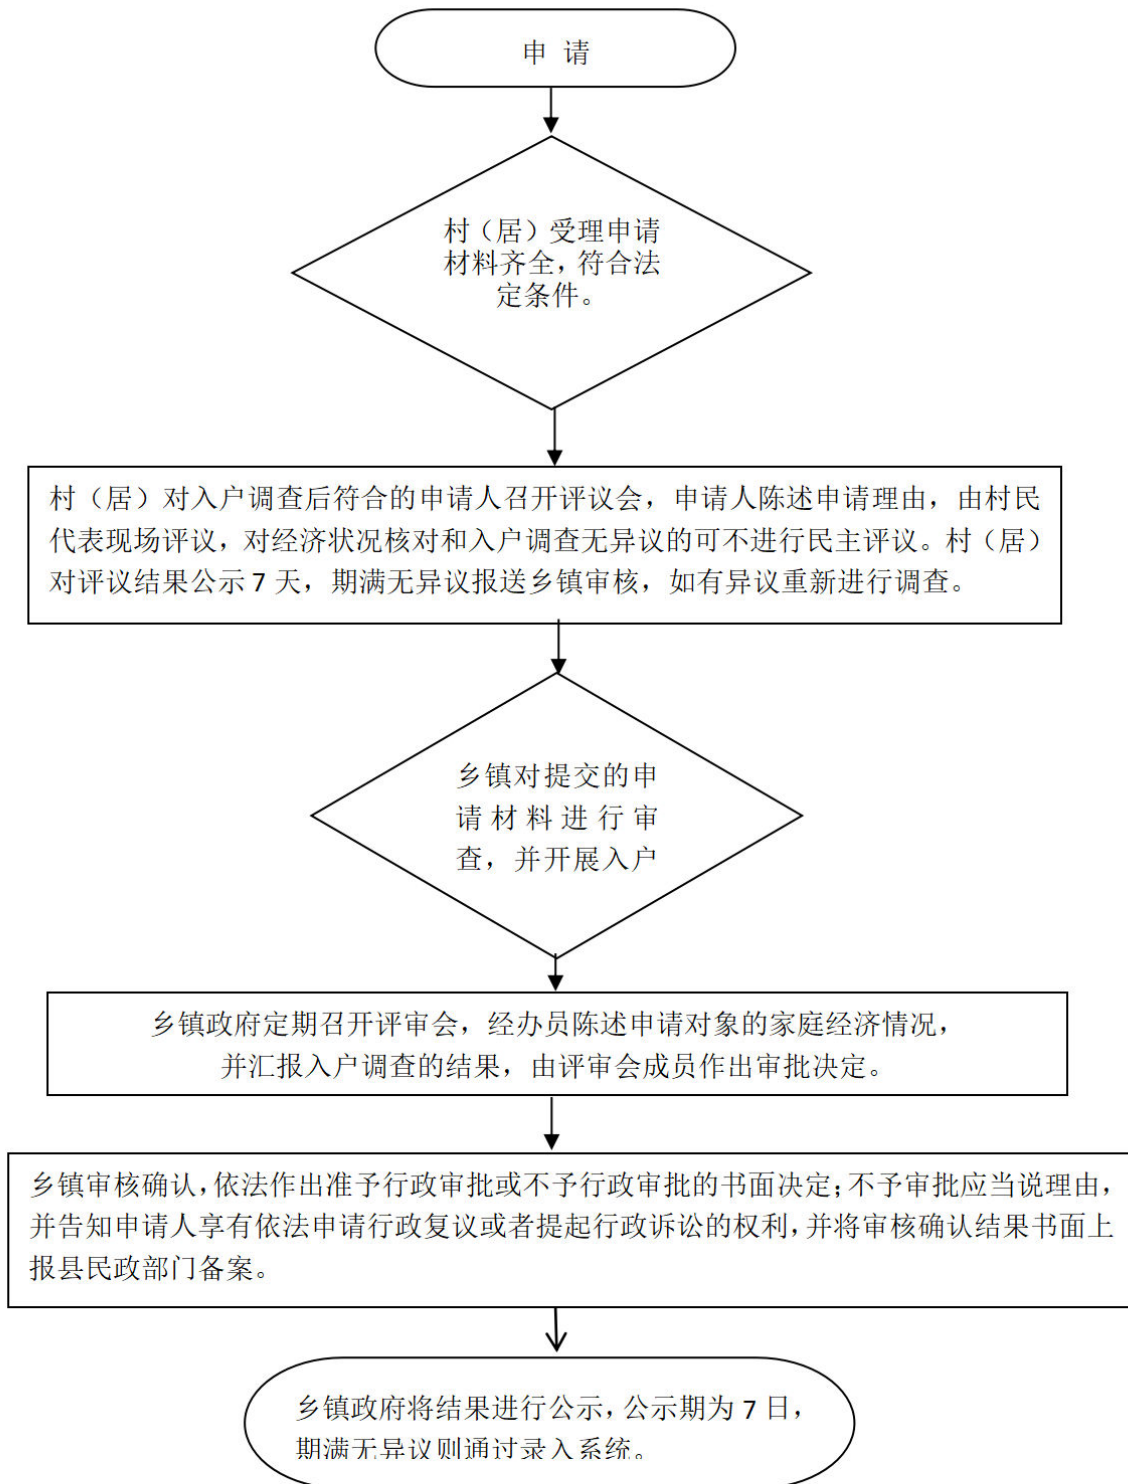 申 请
村（居）受理申请
材料齐全，符合法
定条件。
村（居）对入户调查后符合的申请人召开评议会，申请人陈述申请理由，由村民
代表现场评议，对经济状况核对和入户调查无异议的可不进行民主评议。村（居）
对评议结果公示 7 天，期满无异议报送乡镇审核，如有异议重新进行调查。
乡镇对提交的申
请材料进行审
查，并开展入户
乡镇政府定期召开评审会，经办员陈述申请对象的家庭经济情况，
并汇报入户调查的结果，由评审会成员作出审批决定。
乡镇审核确认，依法作出准予行政审批或不予行政审批的书面决定；不予审批应当说理由，
并告知申请人享有依法申请行政复议或者提起行政诉讼的权利，并将审核确认结果书面上
报县民政部门备案。
乡镇政府将结果进行公示，公示期为 7 日，
期满无异议则通过录入系统。